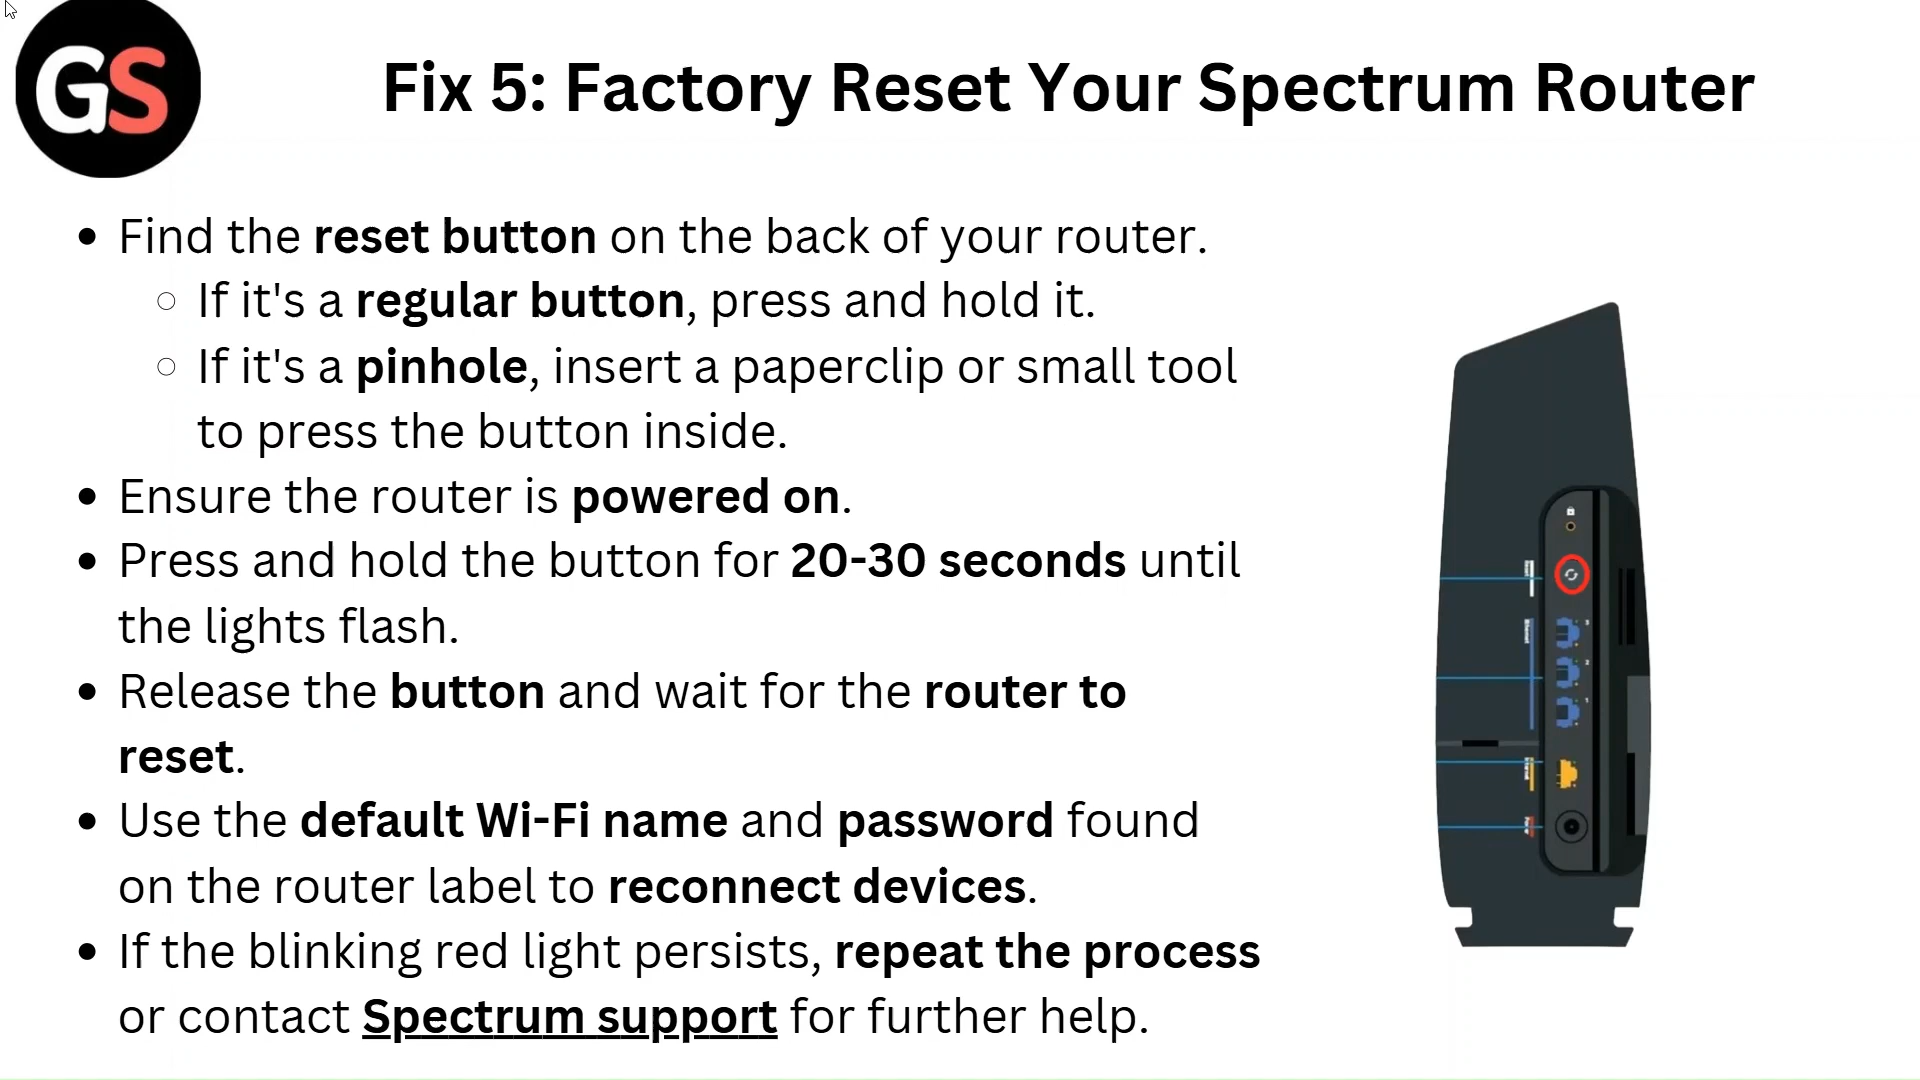 GS
Fix 5: Factory Reset Your Spectrum Router
• Find the reset button on the back of your router.
○ If it's a regular button, press and hold it.
○ If it's a pinhole, insert a paperclip or small tool
to press the button inside.
• Ensure the router is powered on.
• Press and hold the button for 20-30 seconds until
the lights flash.
• Release the button and wait for the router to
reset.
• Use the default Wi-Fi name and password found
on the router label to reconnect devices.
• If the blinking red light persists, repeat the process
or contact Spectrum support for further help.